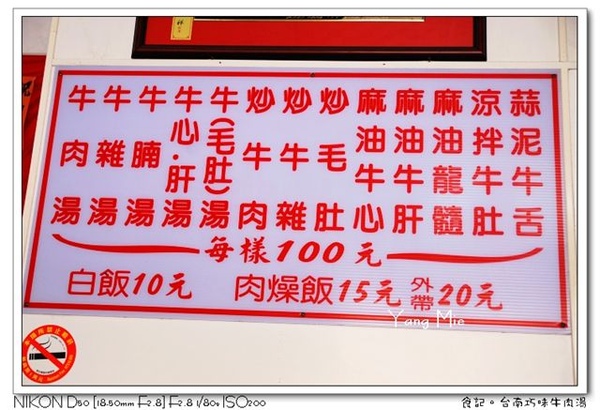 牛肉湯
牛雜湯
牛腩湯
牛心·肝湯
牛(毛肚)湯
炒牛肉
炒牛雜
炒毛肚
麻油牛心
麻油牛肝
麻油龍髓
涼拌牛肚
蒜泥牛舌
每樣100元
白飯10元 肉燥飯15元 外帶20元
Yang Mie
NIKON D50 [18-50mm F2.8] F2.8 1/80s ISO200
食記。台南巧味牛肉湯